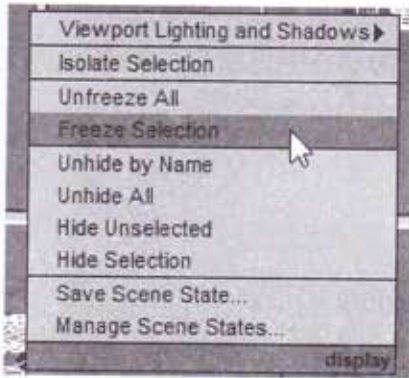 Viewport Lighting and Shadows
Isolate Selection
Unfreeze All
Freeze Selection
Unhide by Name
Unhide All
Hide Unselected
Hide Selection
Save Scene State...
Manage Scene States...
display